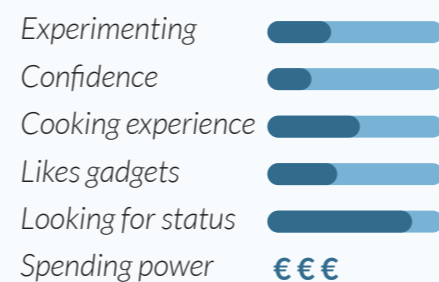 Experimenting
Confidence
Cooking experience
Likes gadgets
Looking for status
Spending power € € €